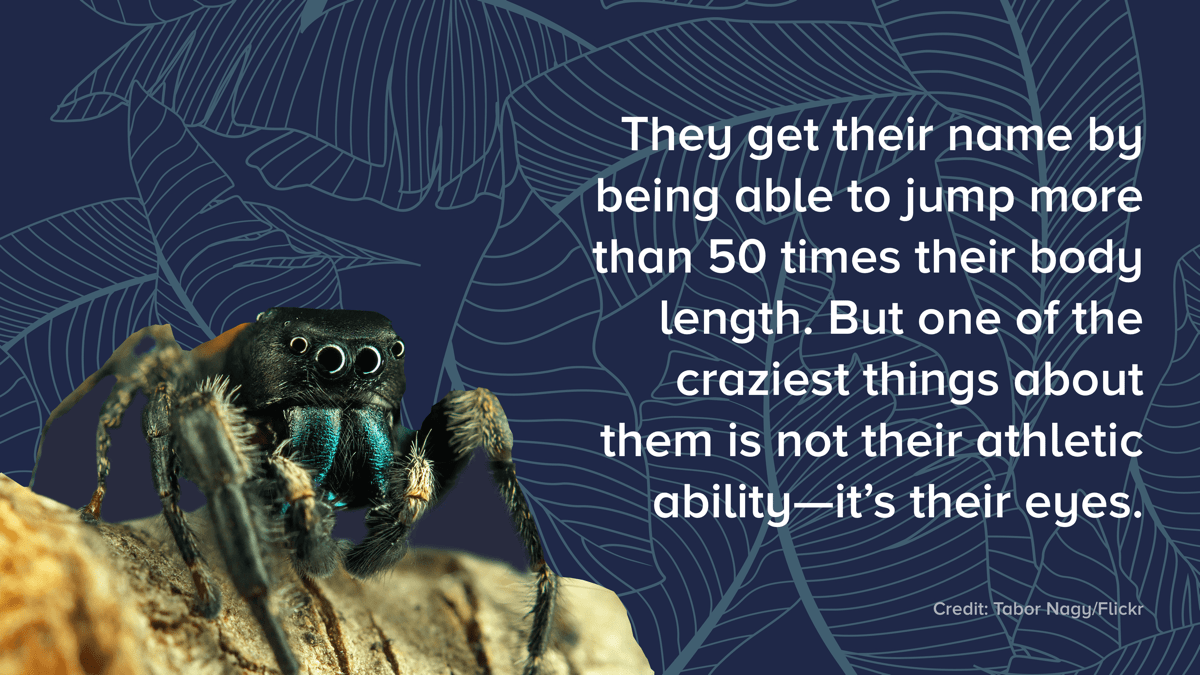 They get their name by
being able to jump more
than 50 times their body
length. But one of the
craziest things about
them is not their athletic
ability—it’s their eyes.
Credit: Tabor Nagy/Flickr